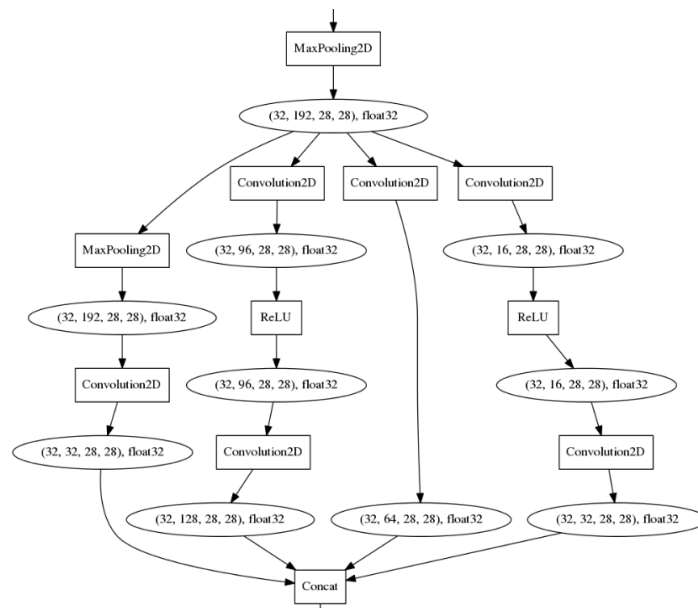 MaxPooling2D
(32, 192, 28, 28), float32
Convolution2D
Convolution2D
Convolution2D
MaxPooling2D
(32, 96, 28, 28), float32
(32, 16, 28, 28), float32
(32, 192, 28, 28), float32
ReLU
ReLU
Convolution2D
(32, 96, 28, 28), float32
(32, 16, 28, 28), float32
(32, 32, 28, 28), float32
Convolution2D
Convolution2D
(32, 128, 28, 28), float32
(32, 64, 28, 28), float32
(32, 32, 28, 28), float32
Concat